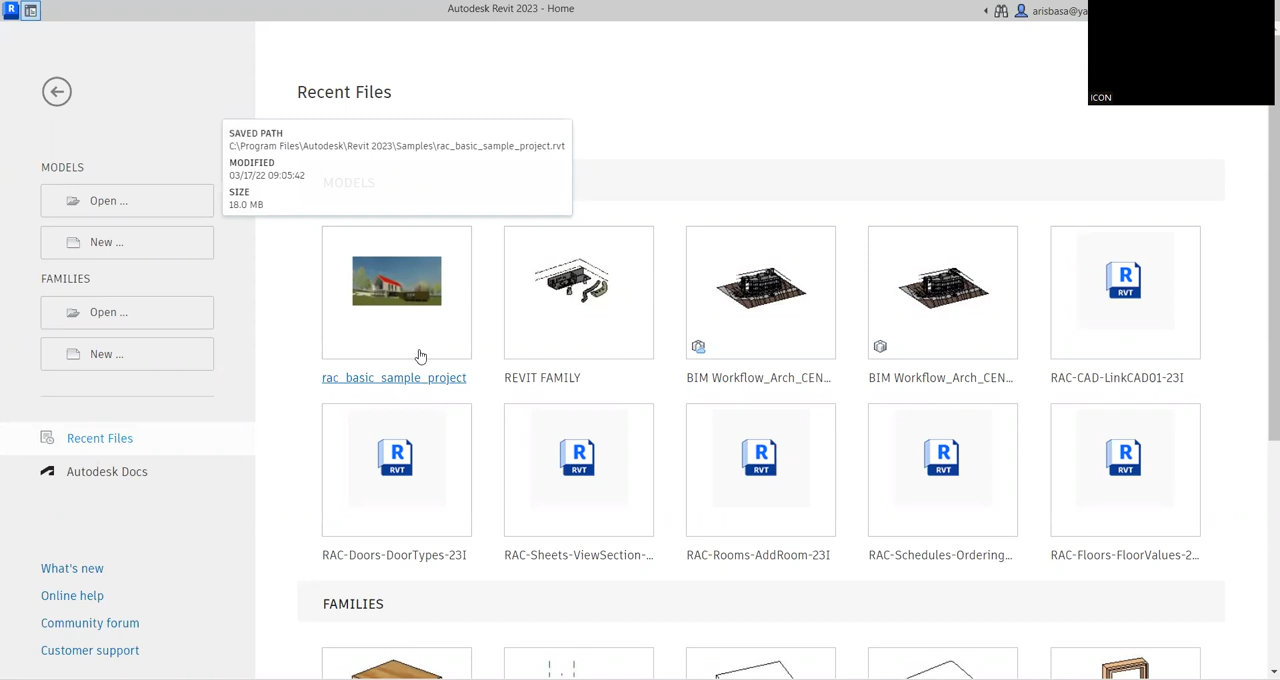 R
Autodesk Revit 2023 - Home
arisbasa@ya
ICON
Recent Files
SAVED PATH
C:\Program Files\Autodesk\Revit 2023\Samples\rac_basic_sample_project.rvt
MODIFIED
03/17/22 09:05:42
SIZE
18.0 MB
MODELS
MODELS
Open ...
New ...
FAMILIES
Open ...
New ...
Recent Files
Autodesk Docs
What's new
Online help
Community forum
Customer support
R
RVT
rac_basic_sample_project
REVIT FAMILY
BIM Workflow_Arch_CEN...
BIM Workflow_Arch_CEN...
RAC-CAD-LinkCAD01-23I
R
RVT
R
RVT
R
RVT
R
RVT
R
RVT
RAC-Doors-DoorTypes-23I
RAC-Sheets-ViewSection-...
RAC-Rooms-AddRoom-23I
RAC-Schedules-Ordering...
RAC-Floors-FloorValues-2...
FAMILIES